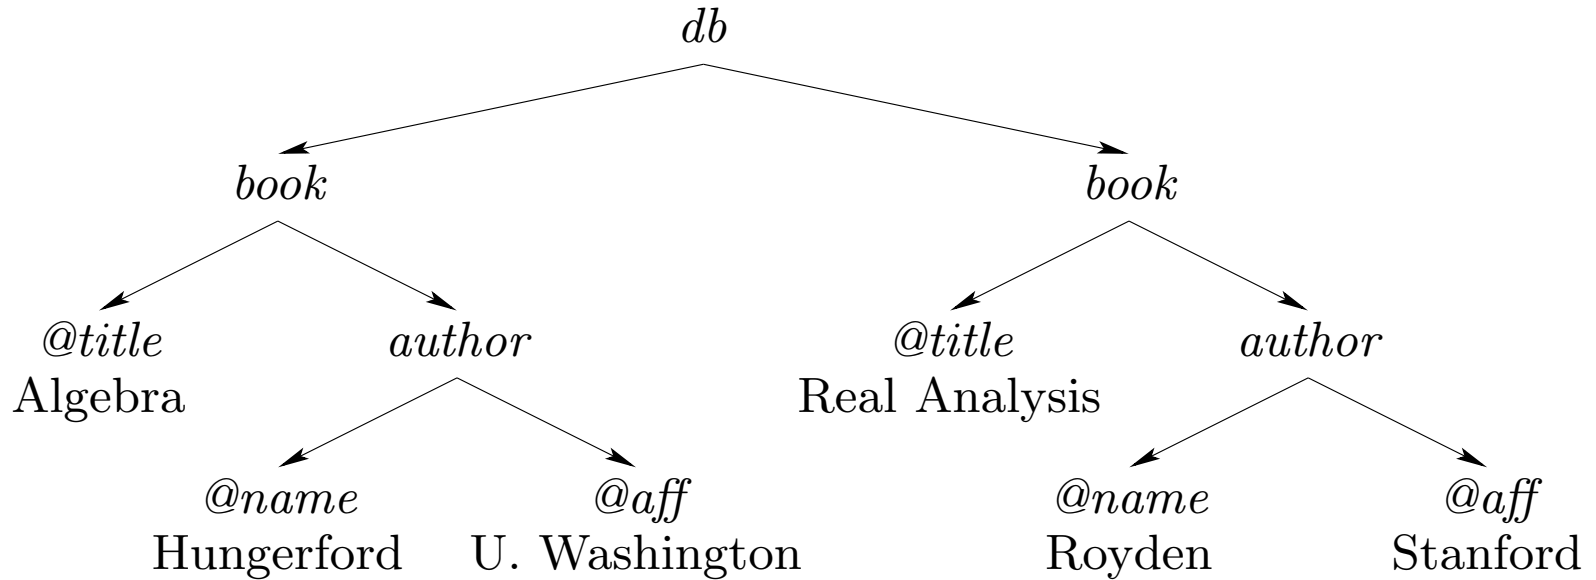 db
book book
@title author @title author
Algebra Real Analysis
@name @aff @name @aff
Hungerford U. Washington Royden Stanford